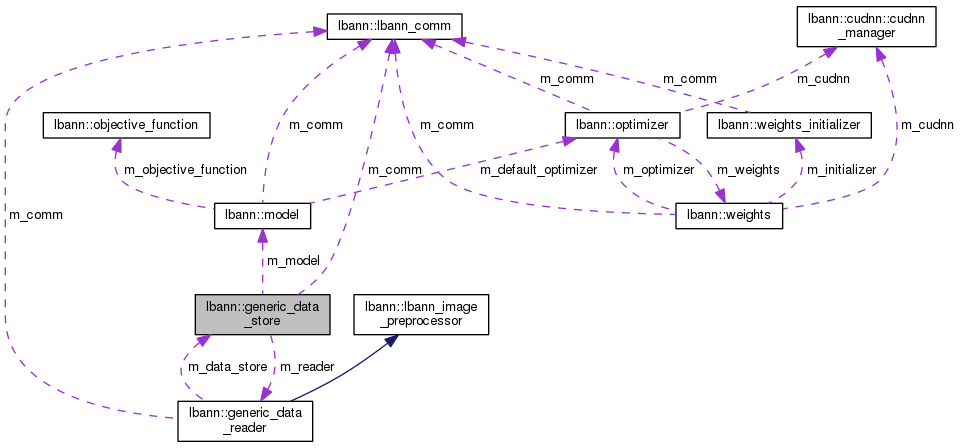 lbann::lbann_comm
lbann::cudnn::cudnn
_manager
m_comm
m_comm
m_cudnn
lbann::objective_function
m_comm
m_comm
lbann::optimizer
lbann::weights_initializer
m_cudnn
m_objective_function
m_comm
m_default_optimizer
m_optimizer
m_weights
m_initializer
m_comm
lbann::model
lbann::weights
m_model
lbann::generic_data
_store
lbann::lbann_image
_preprocessor
m_data_store
m_reader
lbann::generic_data
_reader